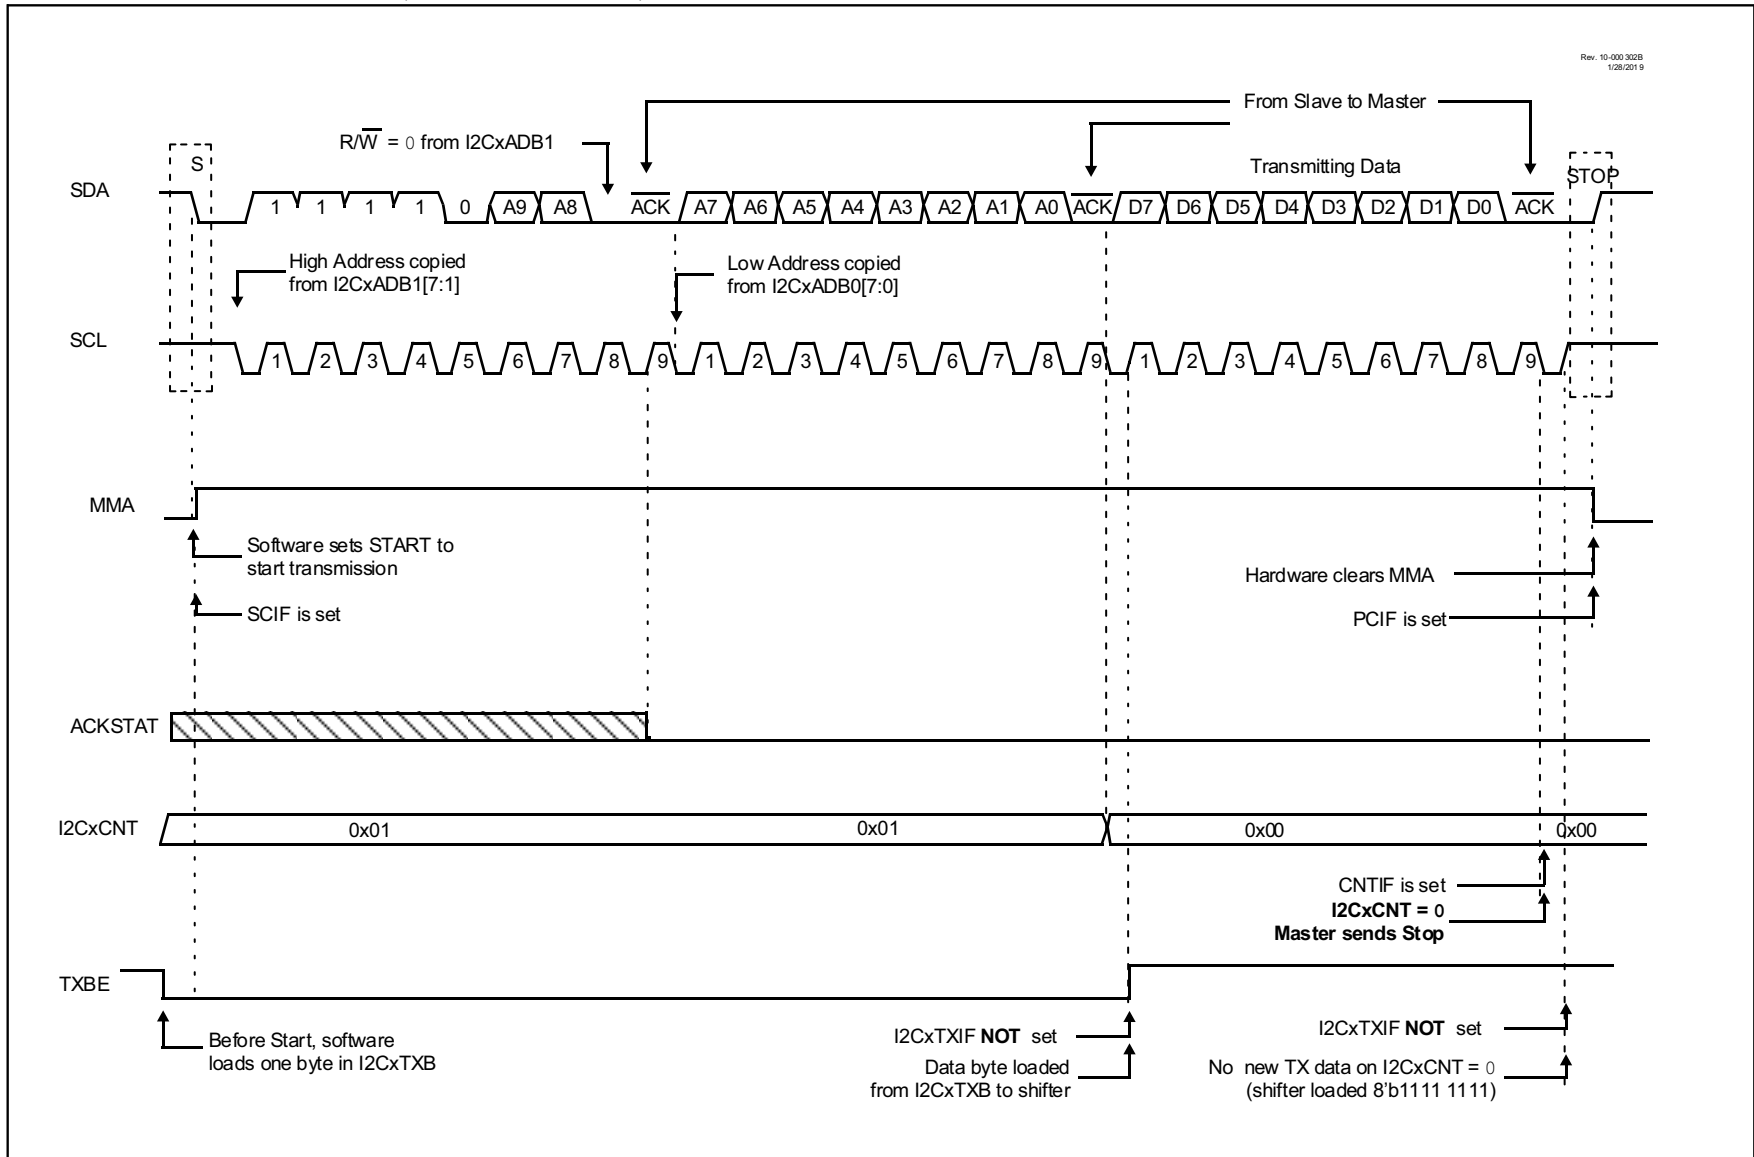 Rev. 10-000302B
1/28/2019
From Slave to Master
R/W = 0 from I2CxADB1
S
Transmitting Data
STOP
SDA
1 1 1 1 0 A9 A8 ACK A7 A6 A5 A4 A3 A2 A1 A0 ACK D7 D6 D5 D4 D3 D2 D1 D0 ACK
High Address copied
from I2CxADB1[7:1]
Low Address copied
from I2CxADB0[7:0]
SCL
1 2 3 4 5 6 7 8 9 1 2 3 4 5 6 7 8 9 1 2 3 4 5 6 7 8 9
MMA
Software sets START to
start transmission
SCIF is set
Hardware clears MMA
PCIF is set
ACKSTAT
I2CxCNT
0x01 0x01 0x00 0x00
CNTIF is set
I2CxCNT = 0
Master sends Stop
TXBE
Before Start, software
loads one byte in I2CxTXB
I2CxTXIF NOT set
Data byte loaded
from I2CxTXB to shifter
I2CxTXIF NOT set
No new TX data on I2CxCNT = 0
(shifter loaded 8'b1111 1111)